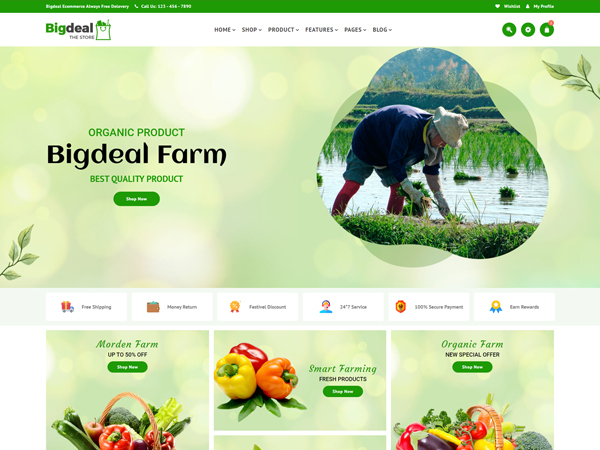 Bigdeal Ecommerce Always Free Delevery
Call Us: 123 - 456 - 7890
Wishlist
My Profile
Bigdeal
THE STORE
HOME
SHOP
PRODUCT
FEATURES
PAGES
BLOG
ORGANIC PRODUCT
Bigdeal Farm
BEST QUALITY PRODUCT
Shop Now
Free Shipping
Money Return
Festivel Discount
24*7 Service
100% Secure Payment
Earn Rewards
Morden Farm
UP TO 50% OFF
Shop Now
Smart Farming
FRESH PRODUCTS
Shop Now
Organic Farm
NEW SPECIAL OFFER
Shop Now